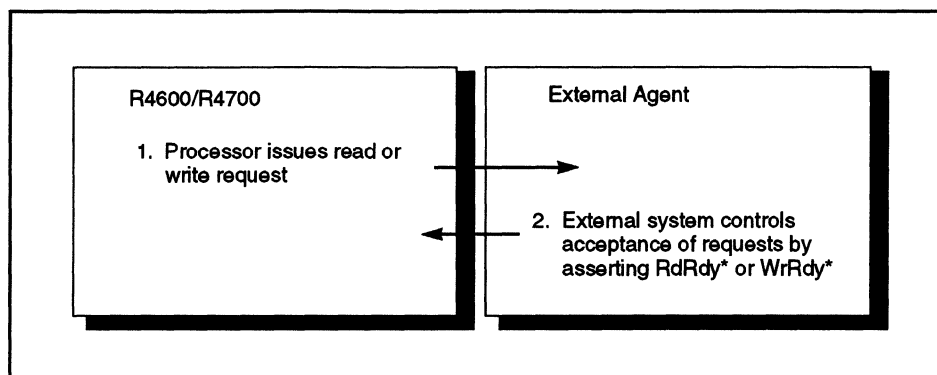 R4600/R4700
1. Processor issues read or
write request
External Agent
2. External system controls
acceptance of requests by
asserting RdRdy* or WrRdy*